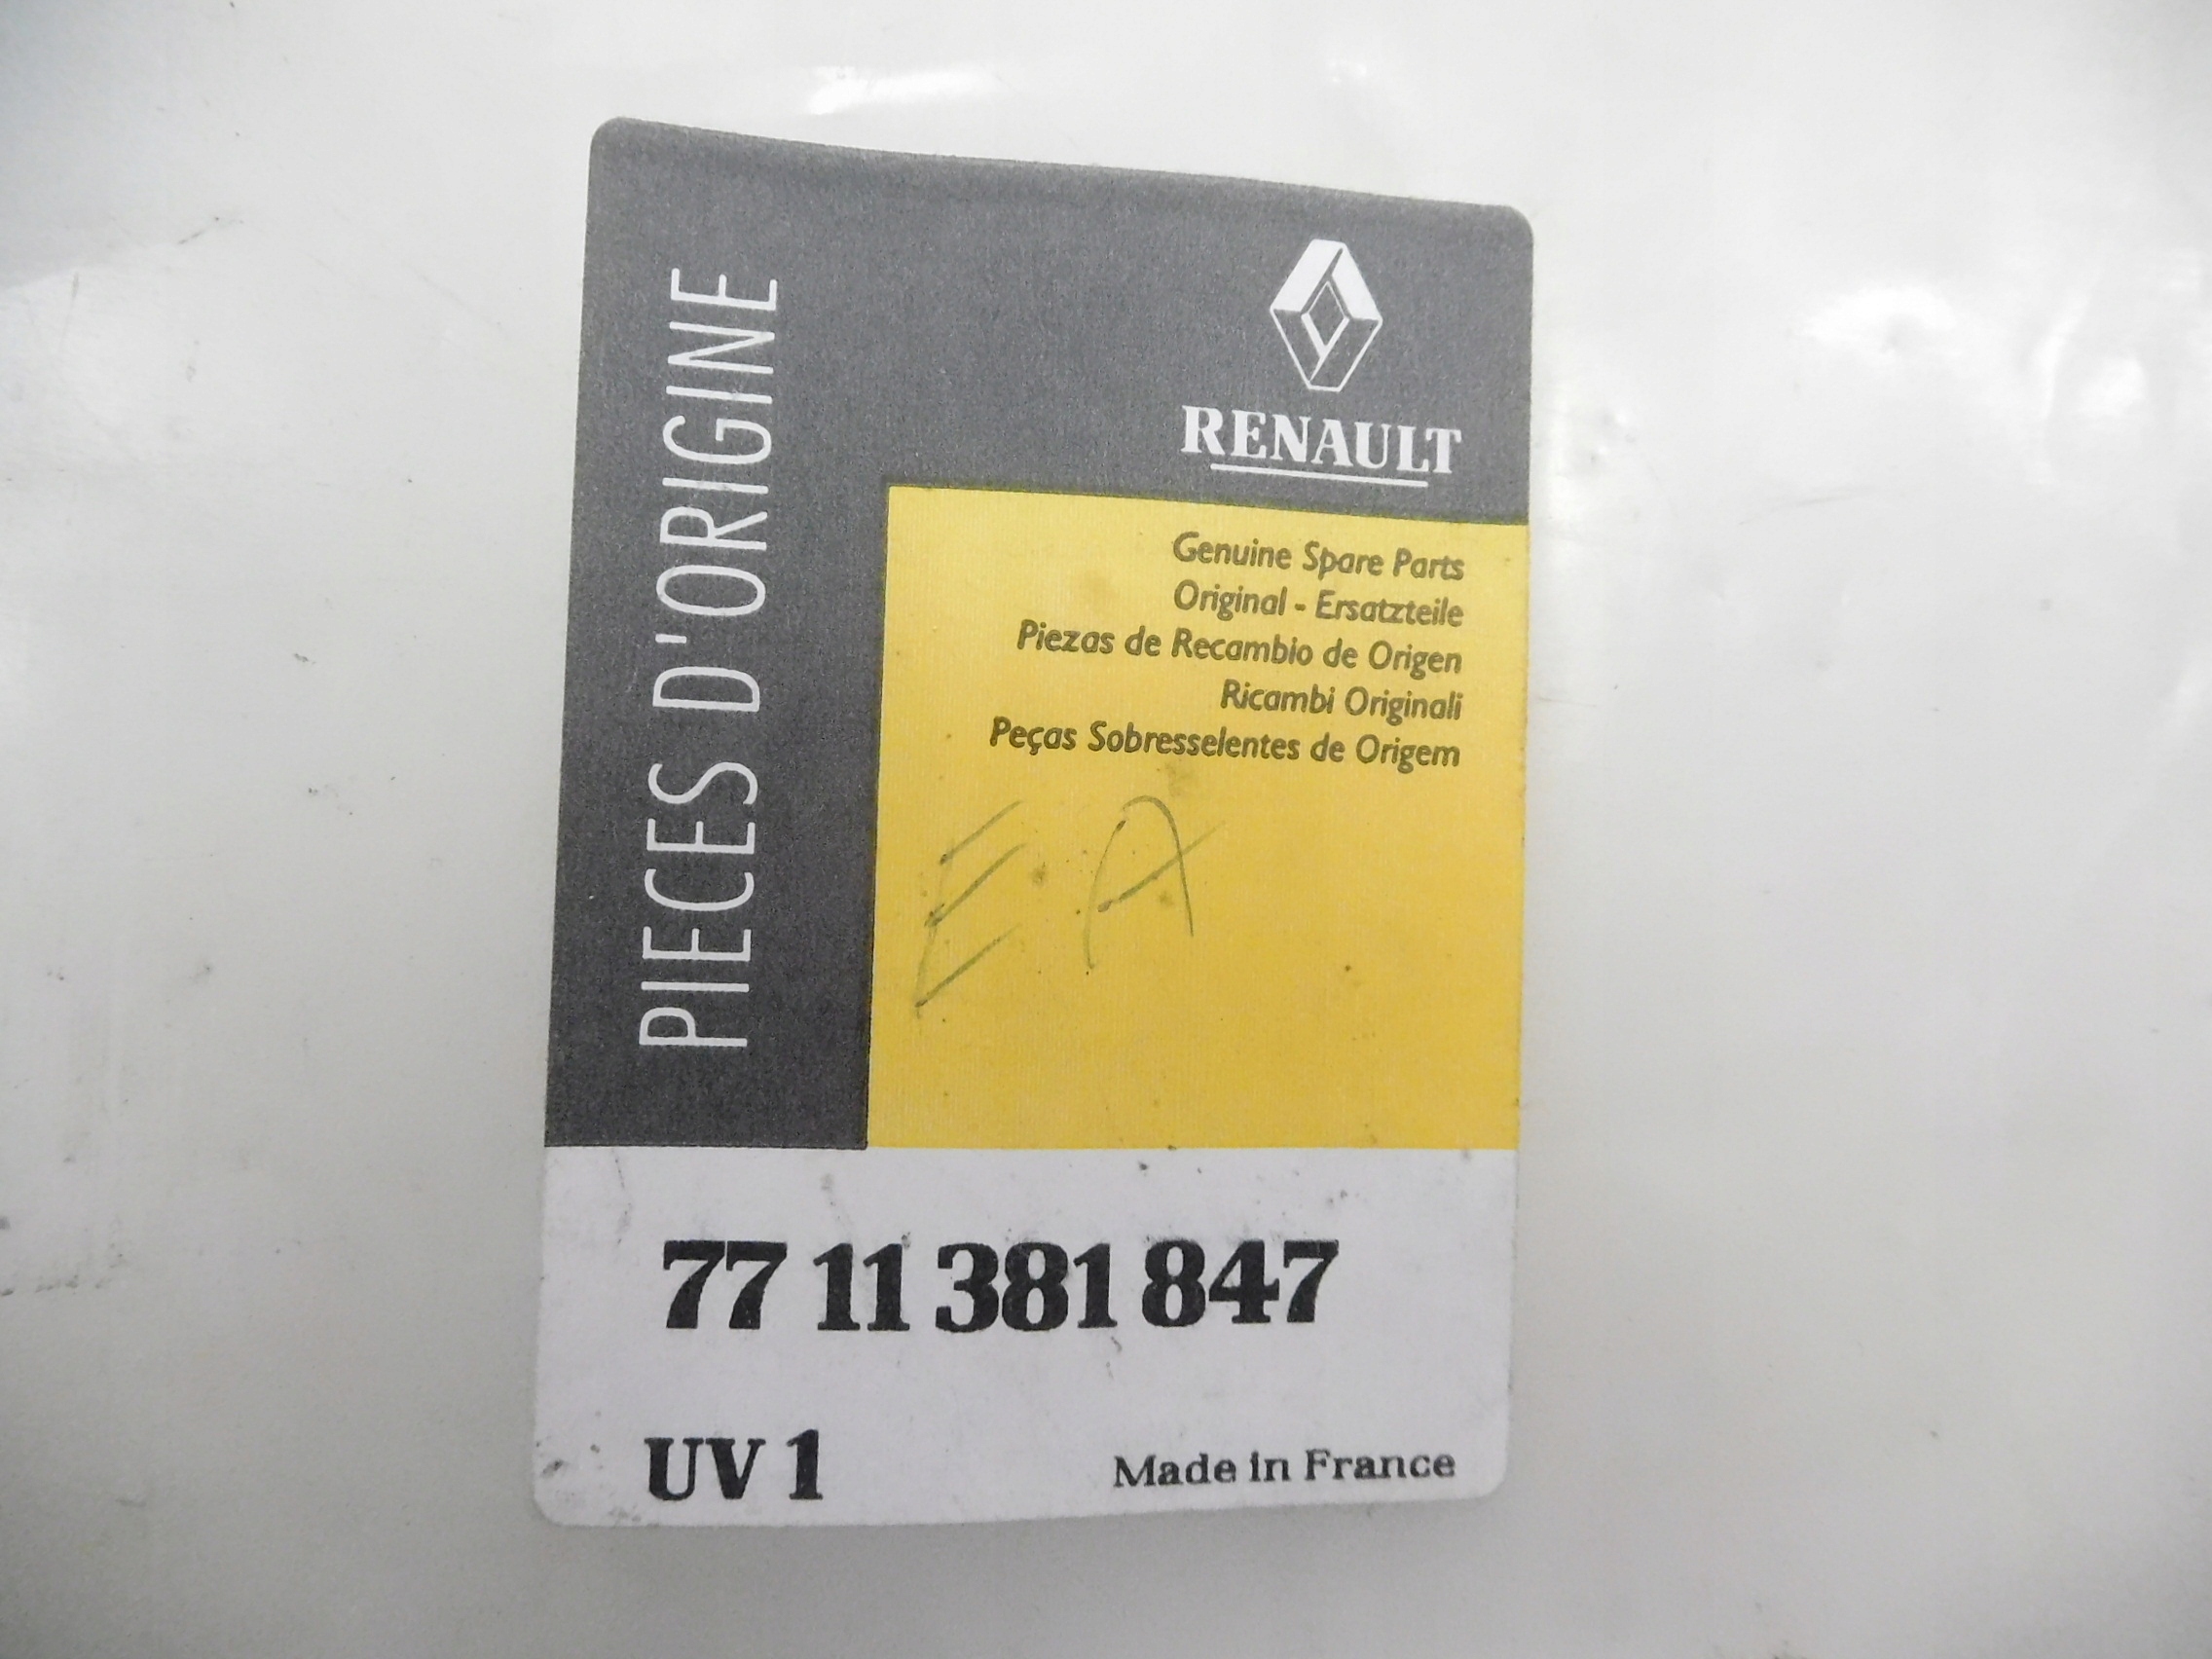 PIECES D'ORIGINE
RENAULT
Genuine Spare Parts
Original - Ersatzteile
Piezas de Recambio de Origen
Ricambi Originali
Peças Sobresselentes de Origem
E.A
77 11 381 847
UV 1
Made in France